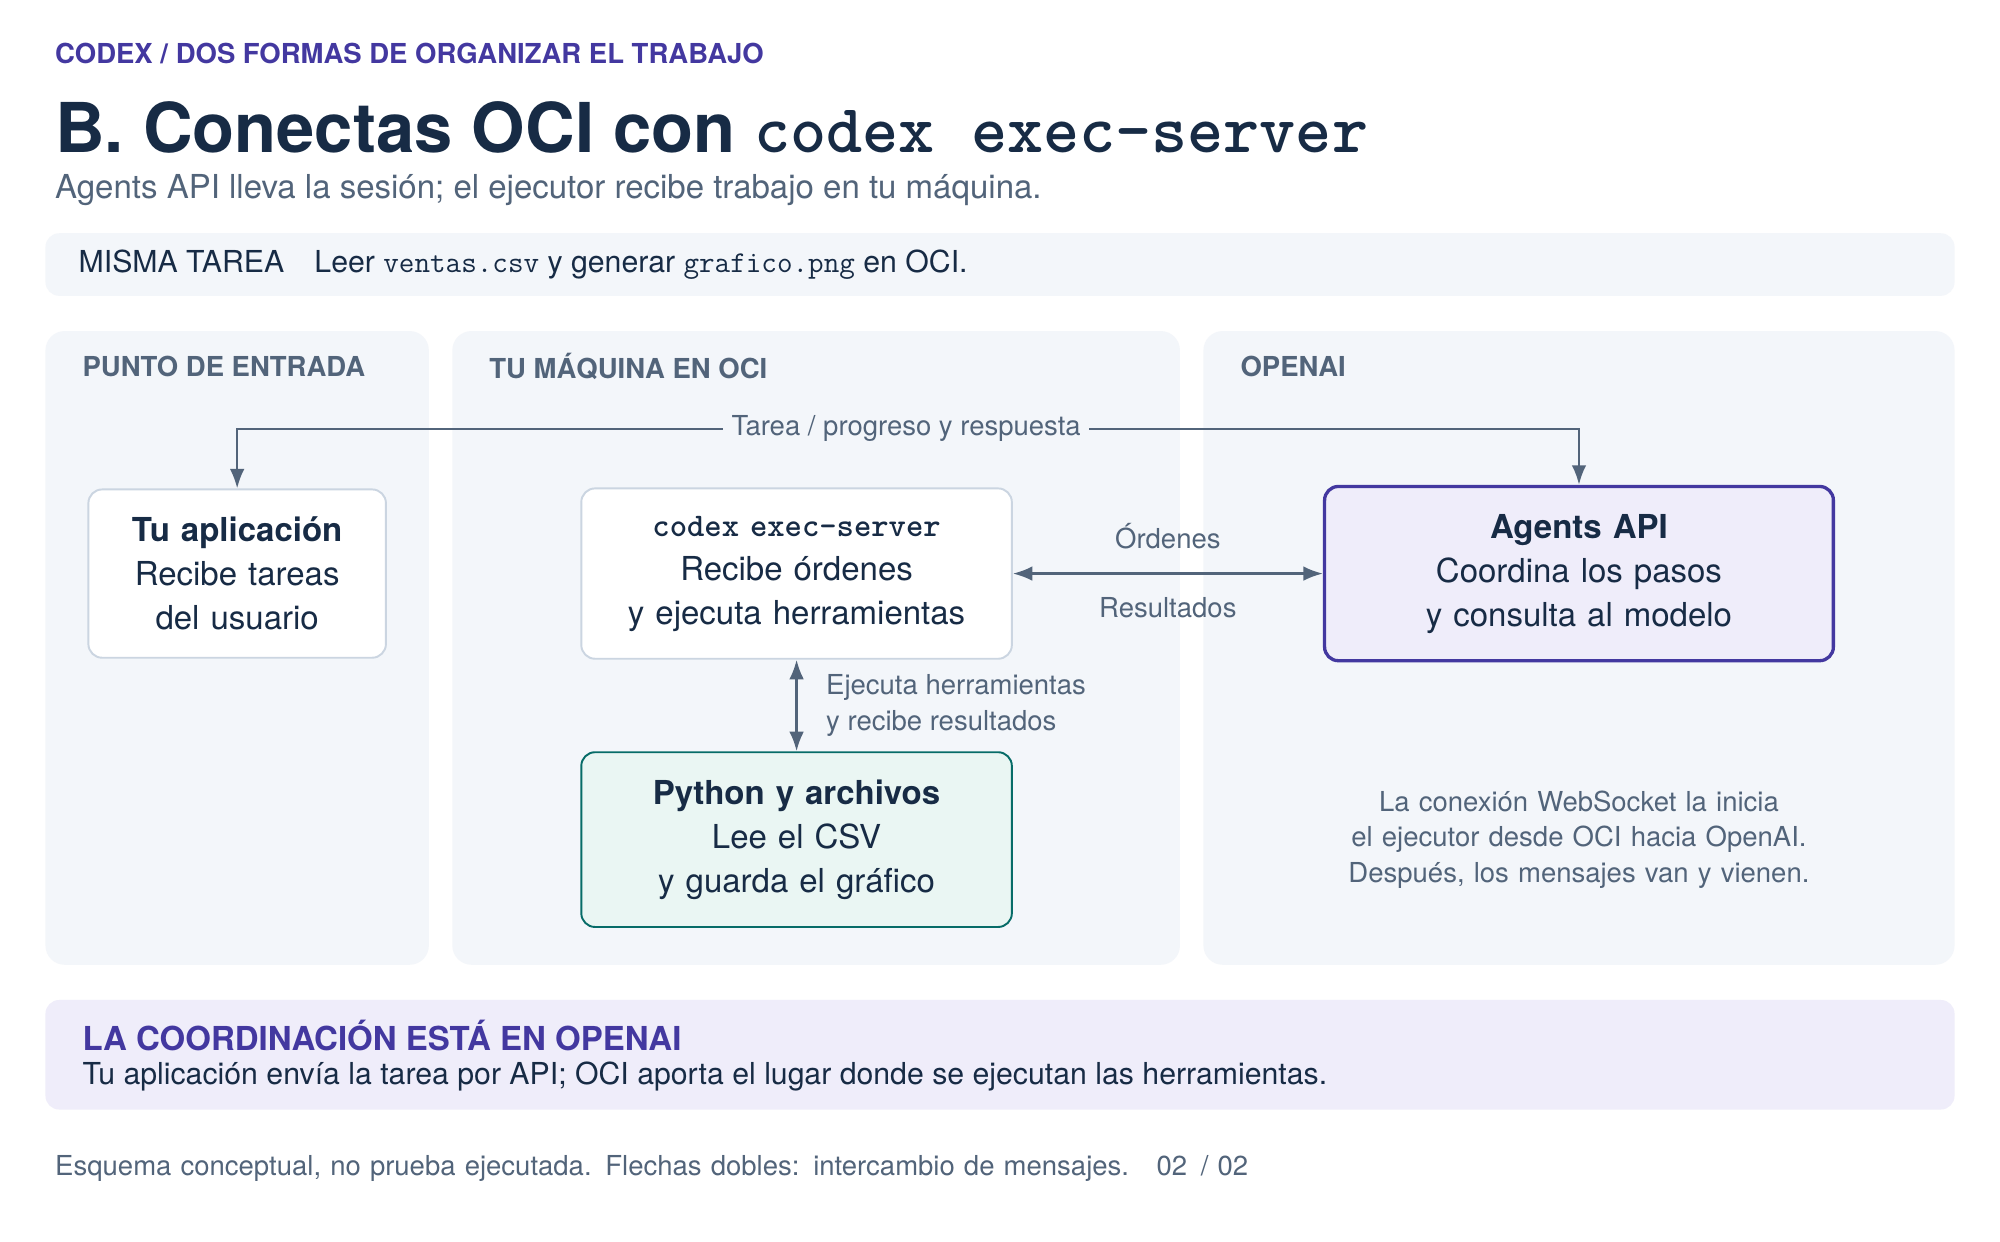 CODEX / DOS FORMAS DE ORGANIZAR EL TRABAJO
B. Conectas OCI con codex exec-server
Agents API lleva la sesión; el ejecutor recibe trabajo en tu máquina.
MISMA TAREA Leer ventas.csv y generar grafico.png en OCI.
PUNTO DE ENTRADA
TU MÁQUINA EN OCI
OPENAI
Tarea / progreso y respuesta
Tu aplicación
Recibe tareas
del usuario
codex exec-server
Recibe órdenes
y ejecuta herramientas
Órdenes
Resultados
Agents API
Coordina los pasos
y consulta al modelo
Ejecuta herramientas
y recibe resultados
Python y archivos
Lee el CSV
y guarda el gráfico
La conexión WebSocket la inicia
el ejecutor desde OCI hacia OpenAI.
Después, los mensajes van y vienen.
LA COORDINACIÓN ESTÁ EN OPENAI
Tu aplicación envía la tarea por API; OCI aporta el lugar donde se ejecutan las herramientas.
Esquema conceptual, no prueba ejecutada. Flechas dobles: intercambio de mensajes. 02 / 02